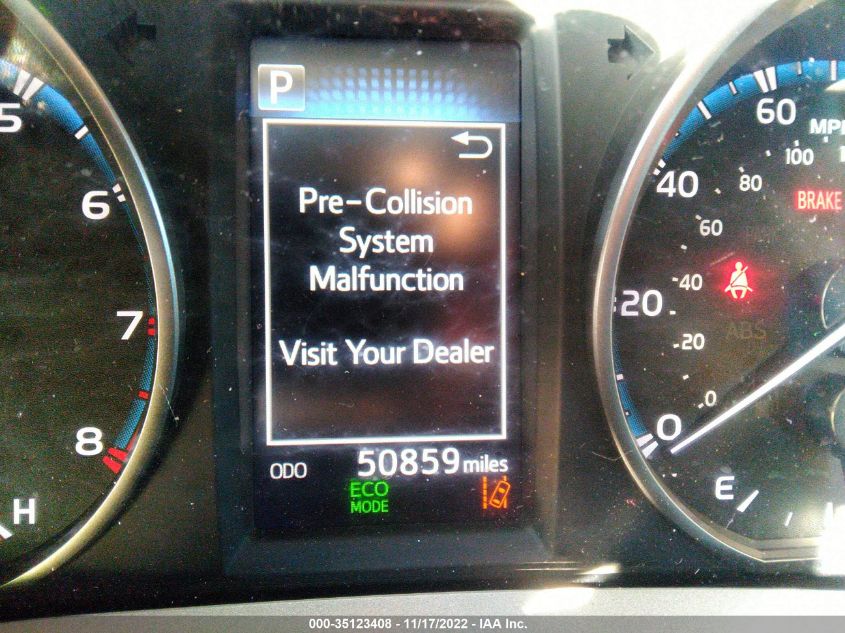 P
Pre-Collision
System
Malfunction
Visit Your Dealer
ODO 50859 miles
ECO
MODE
5
6
7
8
H
60
MPH
100
40
80
BRAKE
60
40
20
ABS
20
0
0
E
000-35123408 - 11/17/2022 - IAA Inc.